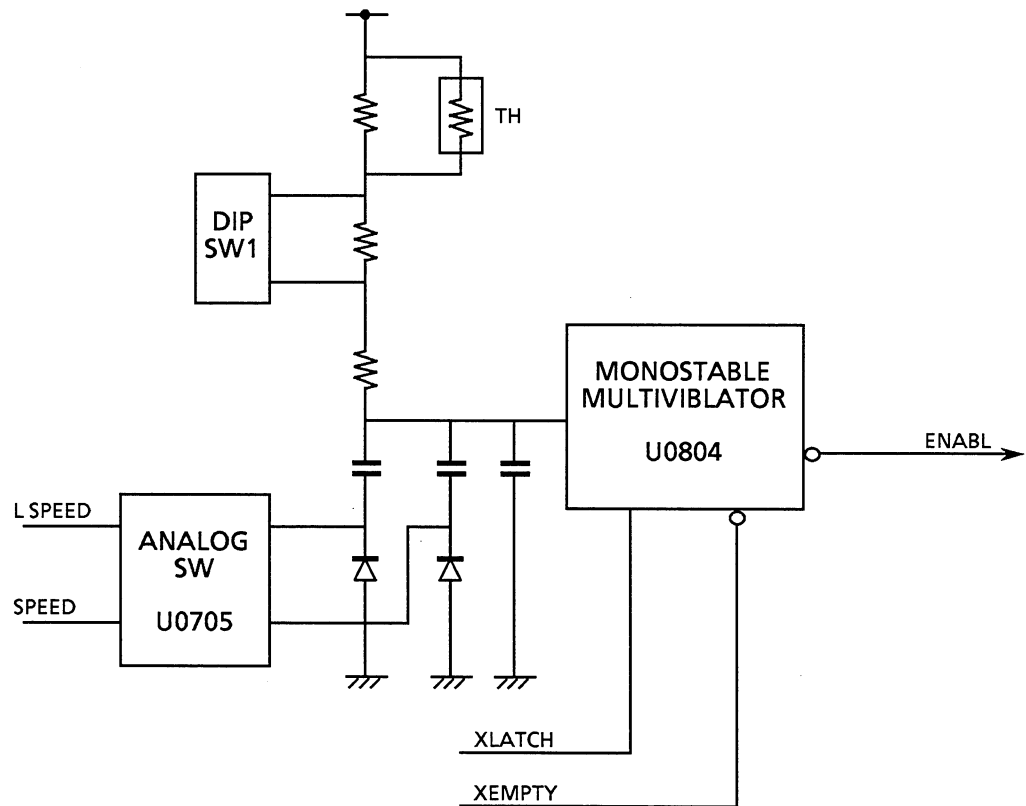 TH
DIP
SW1
MONOSTABLE
MULTIVIBLATOR
U0804
ENABL
L SPEED
ANALOG
SW
SPEED
U0705
XLATCH
XEMPTY